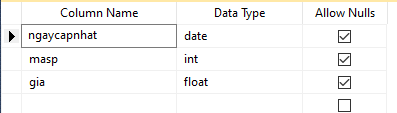 Column Name Data Type Allow Nulls
ngaycapnhat date
masp int
gia float